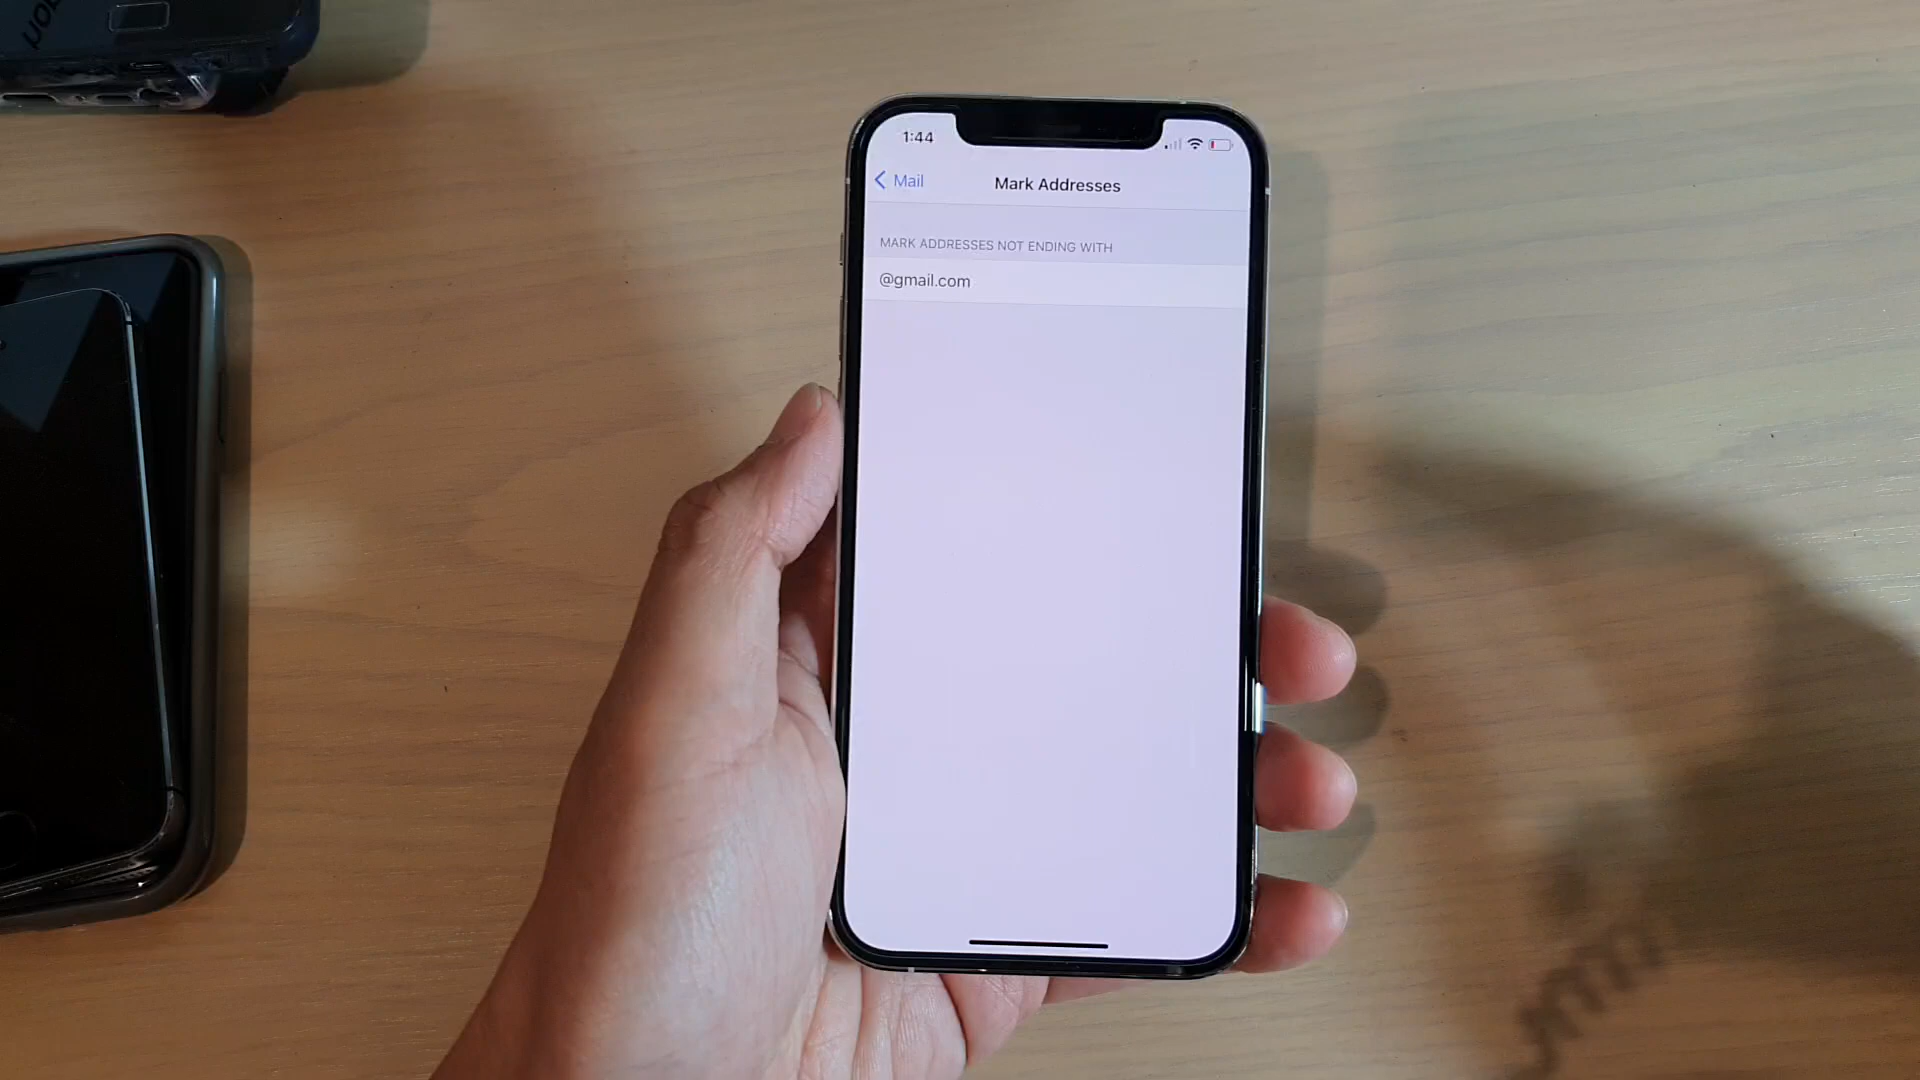 1:44
Mail
Mark Addresses
MARK ADDRESSES NOT ENDING WITH
@gmail.com